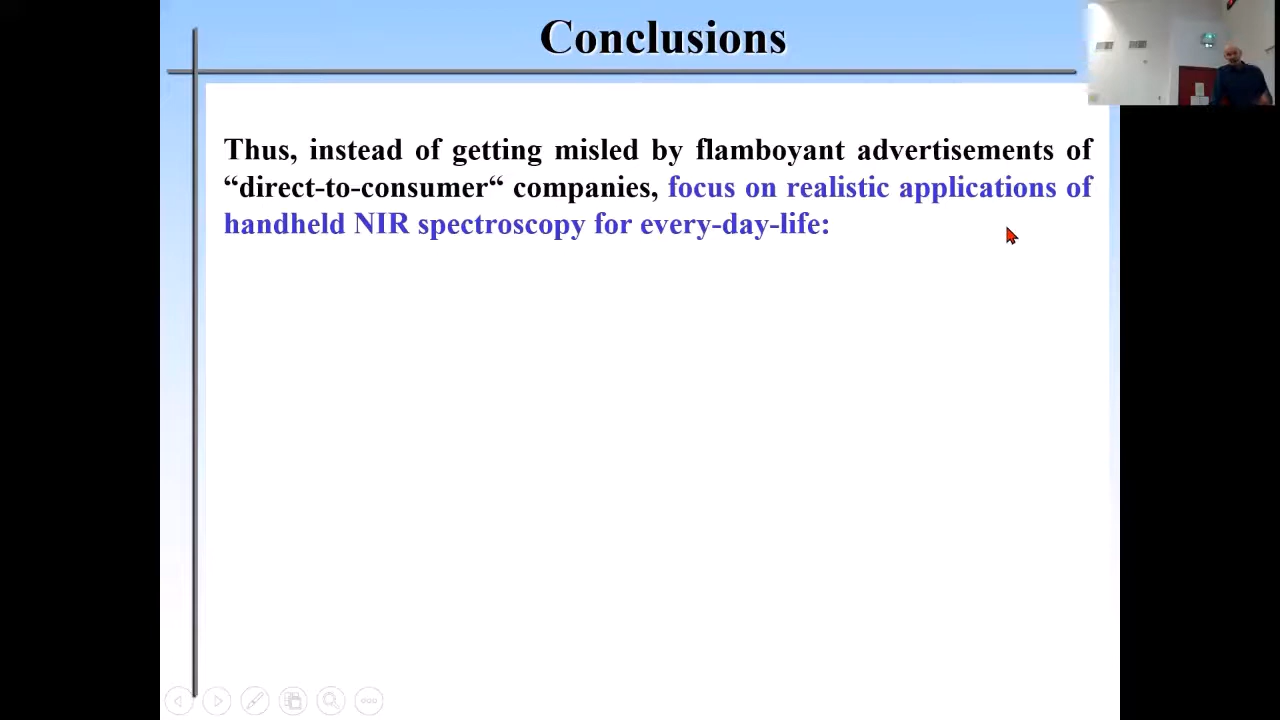 Conclusions
Thus, instead of getting misled by flamboyant advertisements of
“direct-to-consumer“ companies, focus on realistic applications of
handheld NIR spectroscopy for every-day-life: